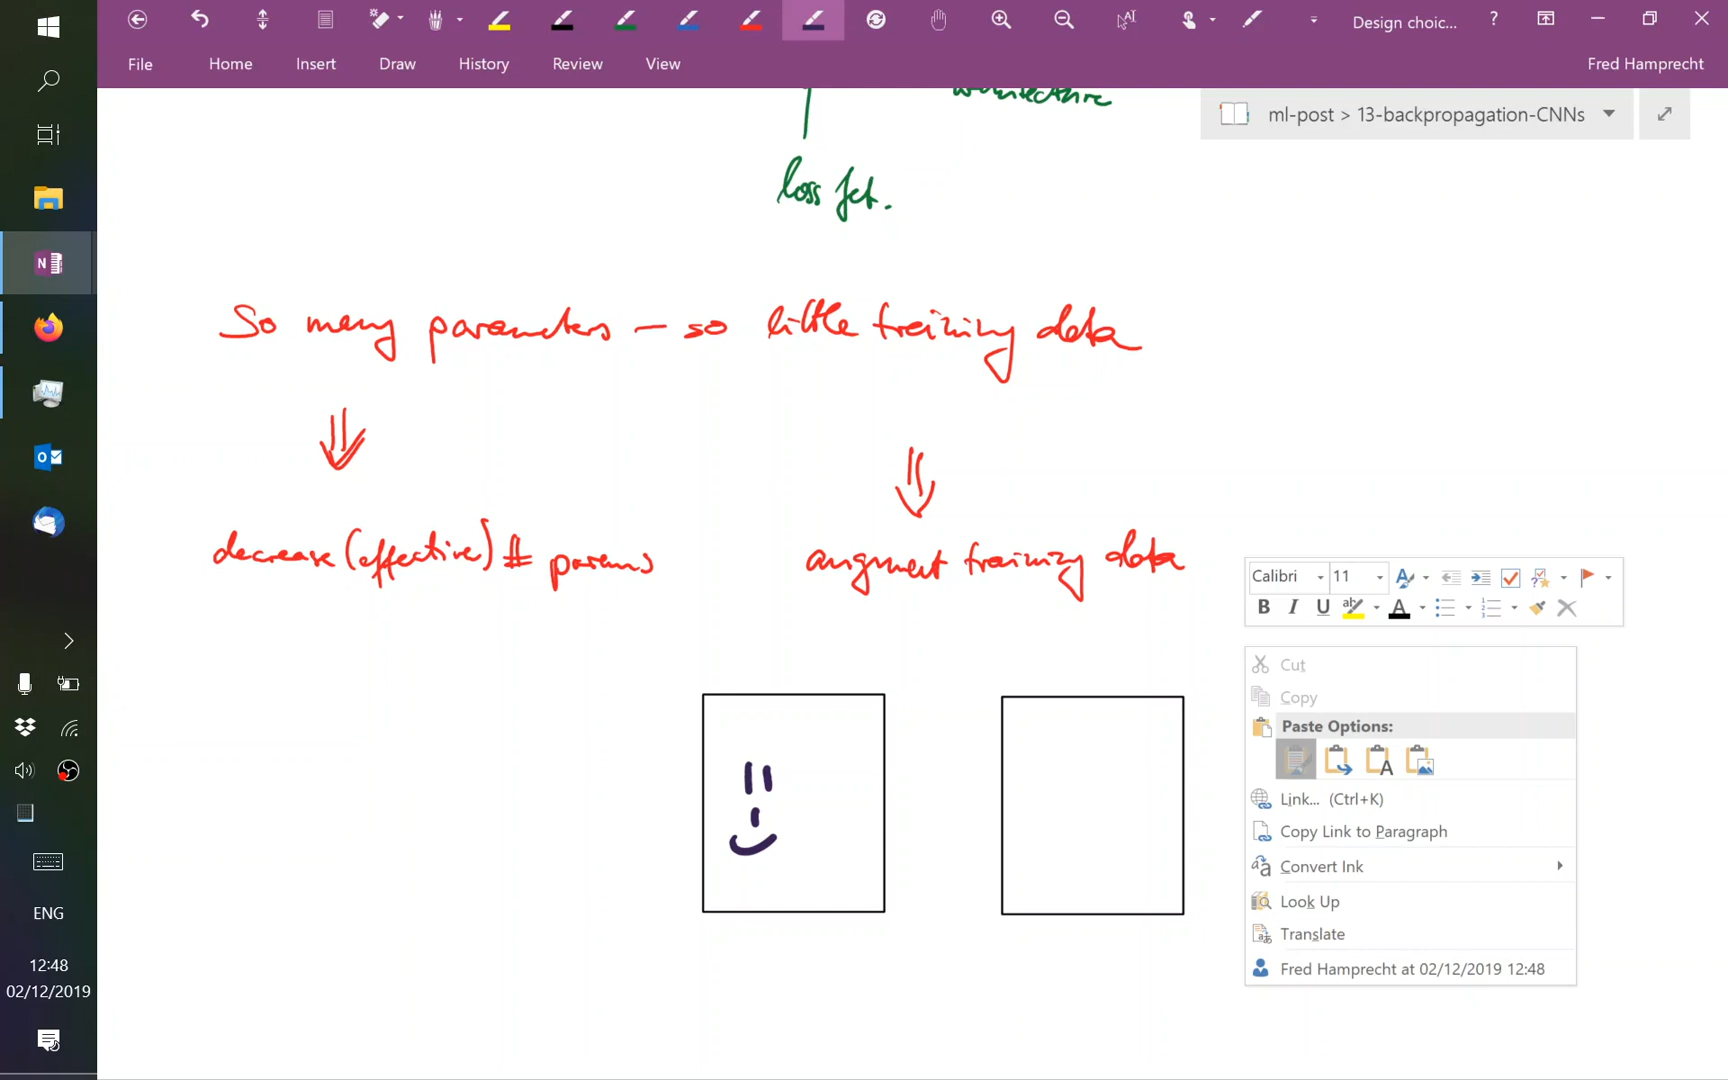 Design choic...
?
File Home Insert Draw History Review View
Fred Hamprecht
ml-post > 13-backpropagation-CNNs
loss fct.
So many parameters – so little training data
decrease (effective) # params
augment training data
Calibri 11
B I U ab A
Cut
Copy
Paste Options:
Link... (Ctrl+K)
Copy Link to Paragraph
Convert Ink
Look Up
Translate
Fred Hamprecht at 02/12/2019 12:48
ENG
12:48
02/12/2019